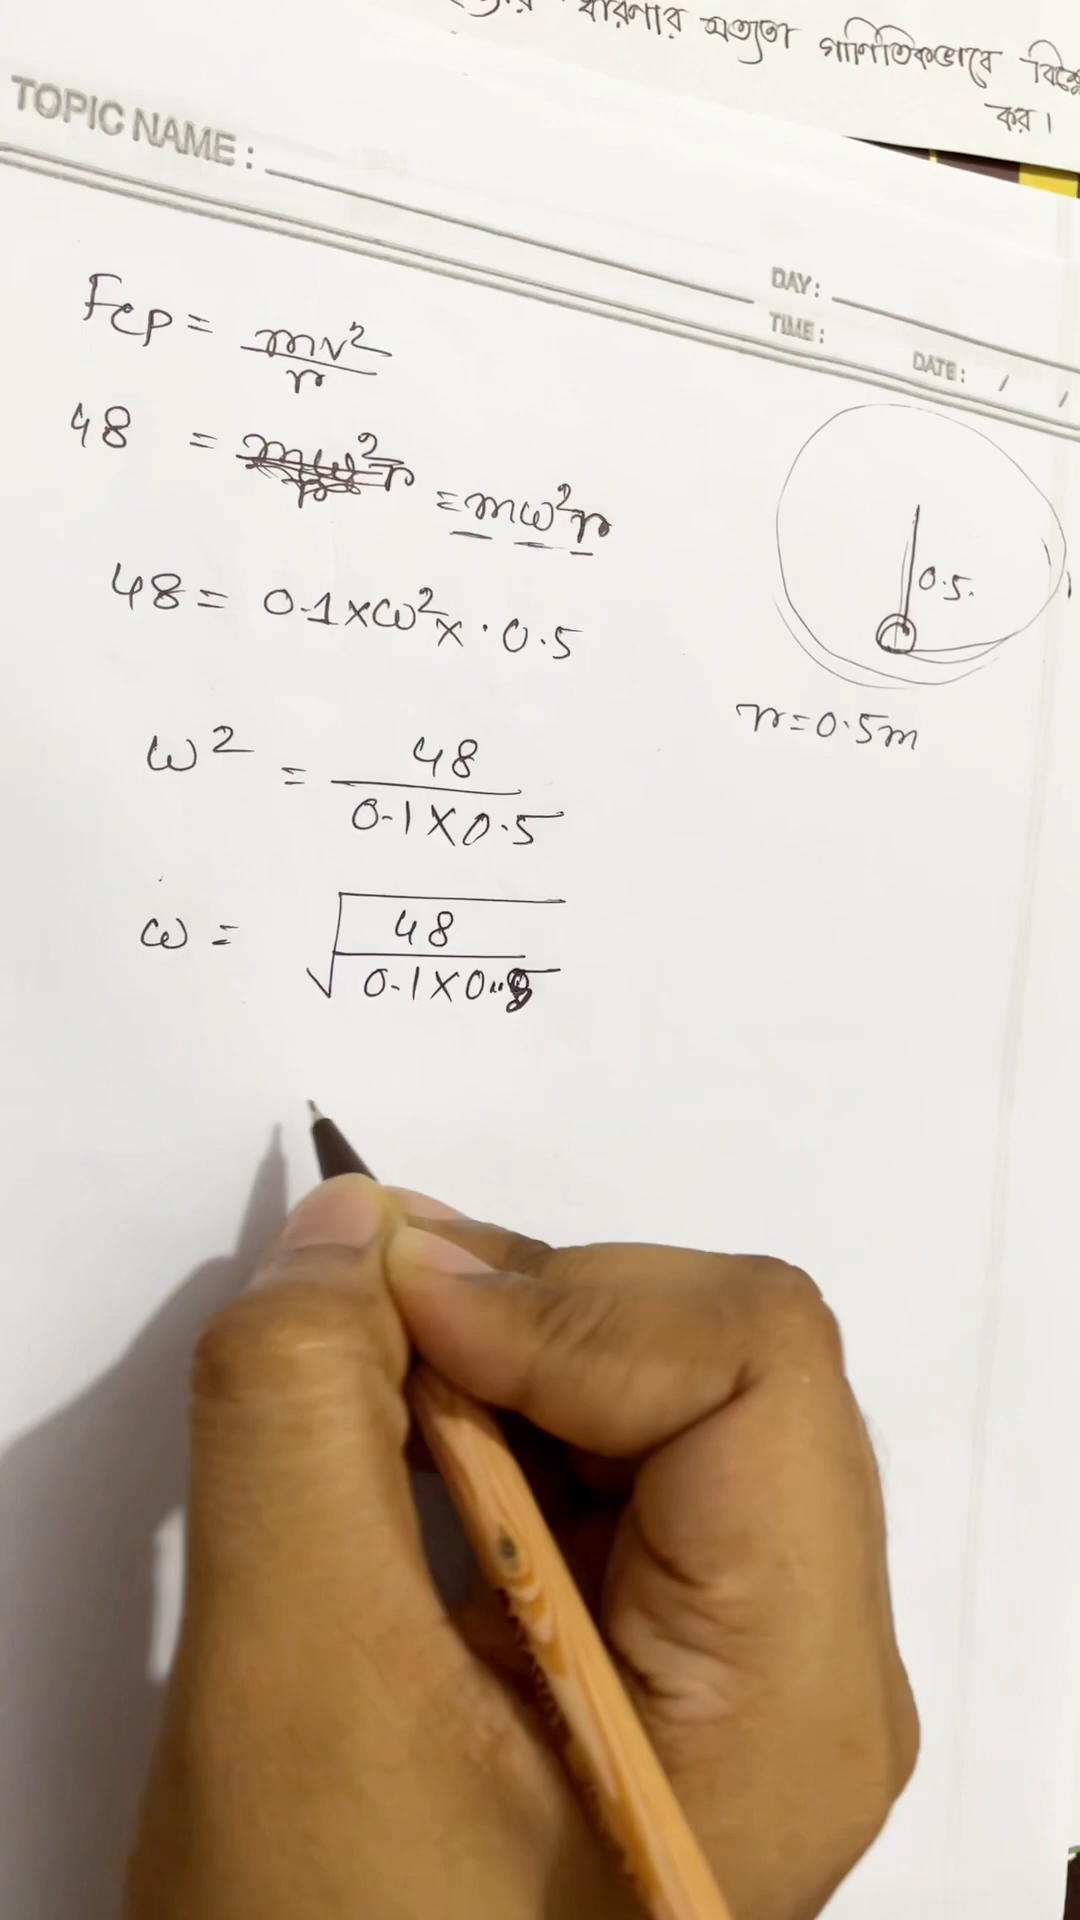 ধারনার সত্যতা গাণিতিকভাবে
কর।
TOPIC NAME:
DAY:
TIME:
DATE: / /
Fcp = mv²/r
48 = = mω²r
48 = 0.1×ω²× · 0.5
0.5.
r=0.5m
ω² = 48/(0.1×0.5)
ω = √(48/(0.1×0.5))